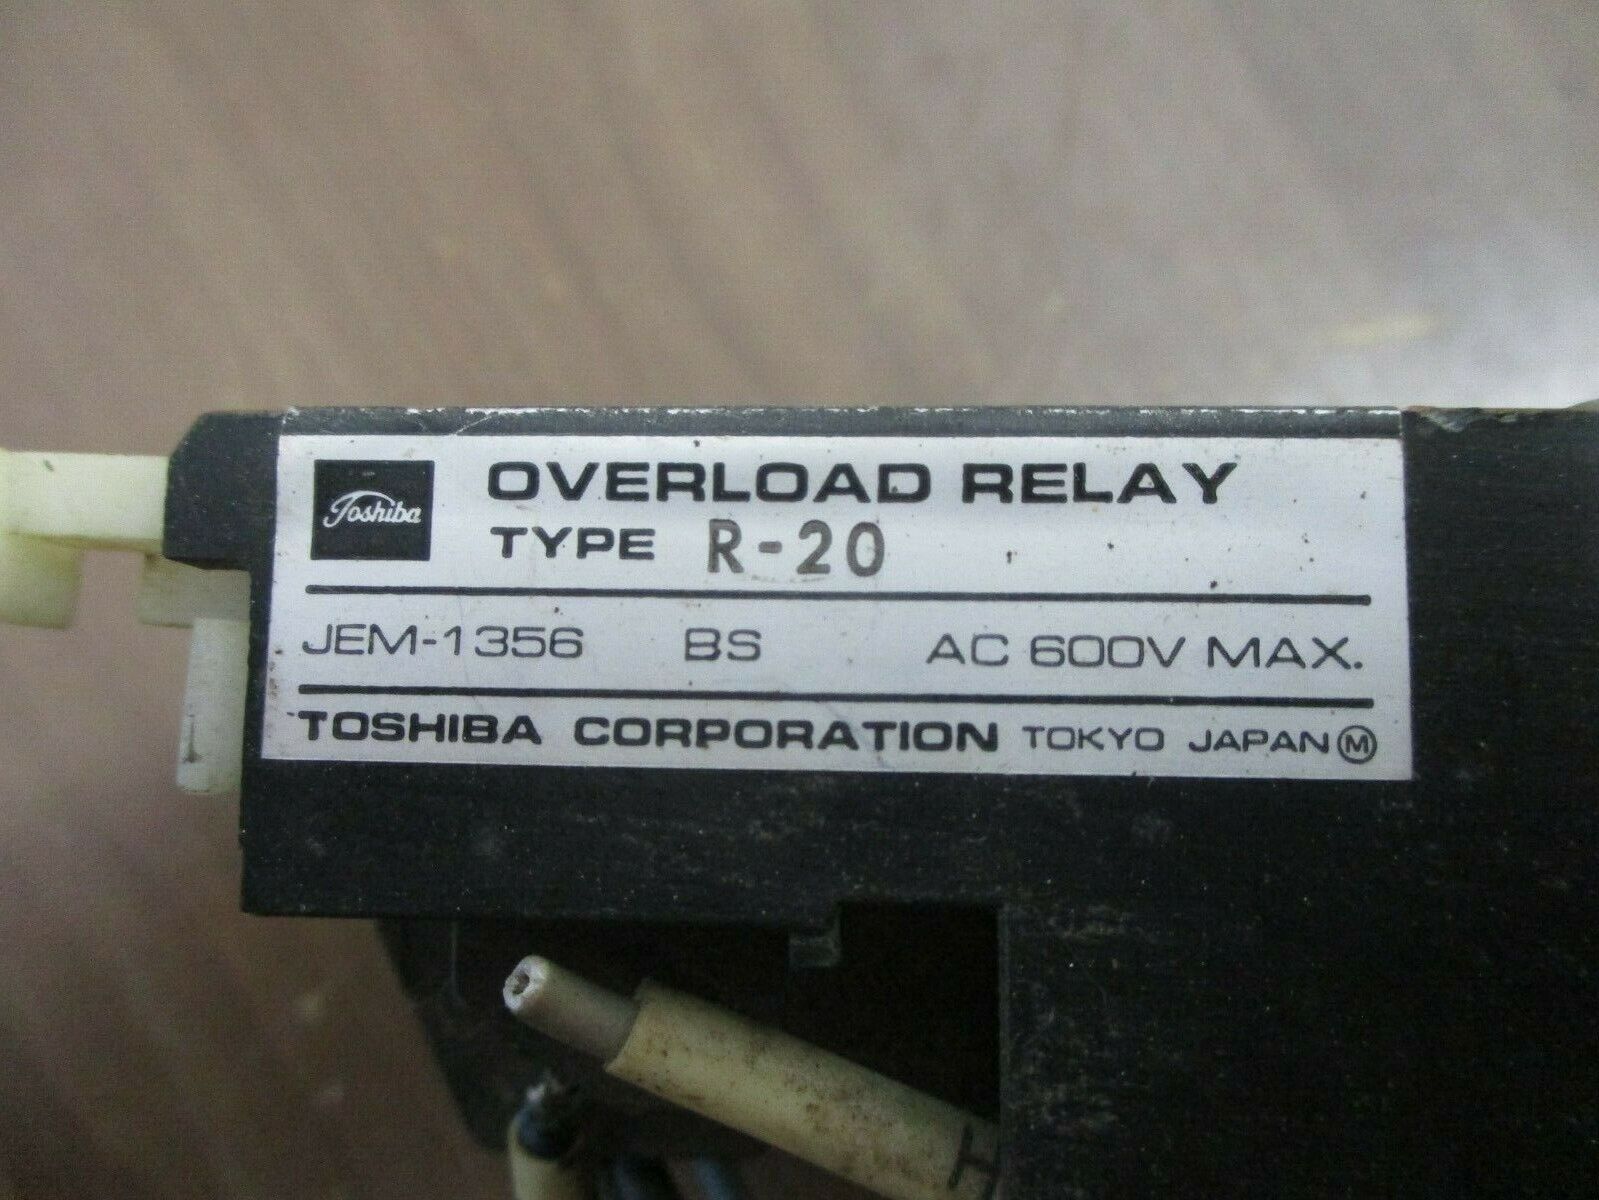 Toshiba
OVERLOAD RELAY
TYPE R-20
JEM-1356 BS AC 600V MAX.
TOSHIBA CORPORATION TOKYO JAPAN Ⓜ
H